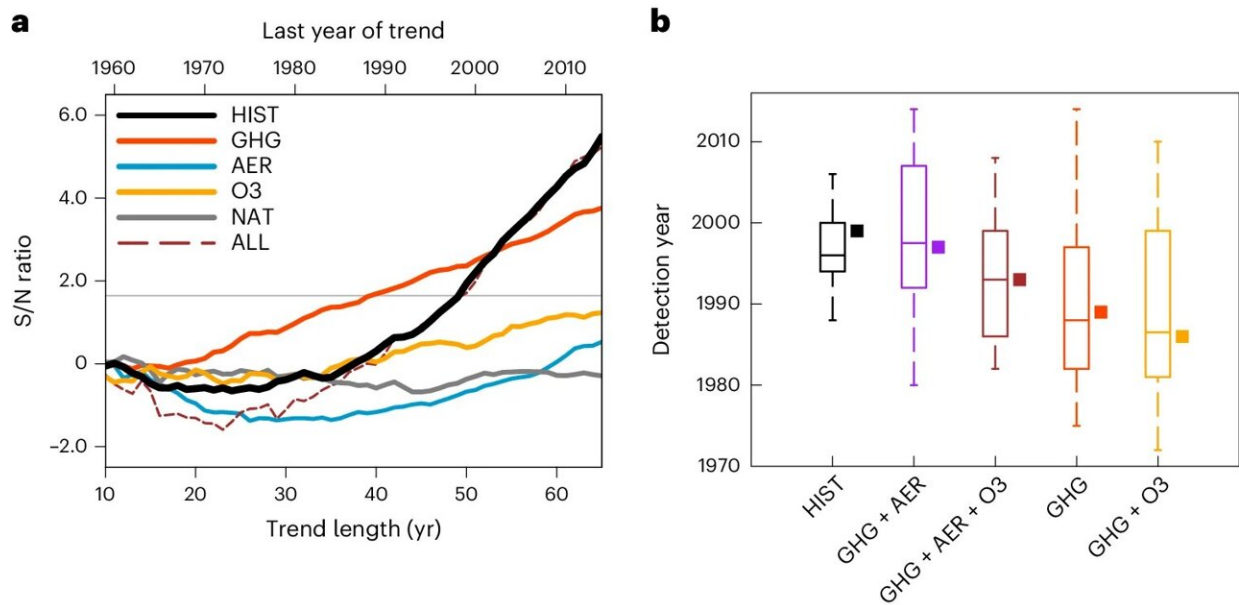 a
Last year of trend
1960 1970 1980 1990 2000 2010
S/N ratio
6.0
4.0
2.0
0
–2.0
HIST
GHG
AER
O3
NAT
ALL
10 20 30 40 50 60
Trend length (yr)
b
Detection year
2010
2000
1990
1980
1970
HIST
GHG + AER
GHG + AER + O3
GHG
GHG + O3